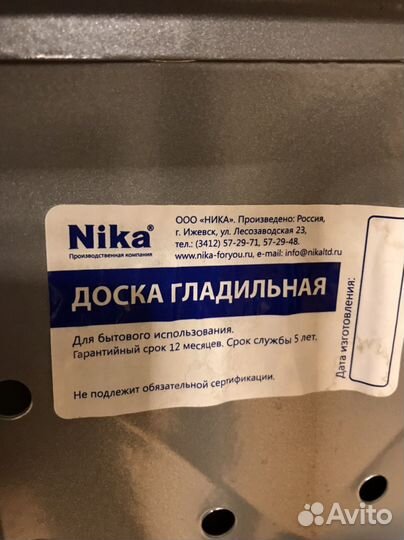 Nika®
Производственная компания
ООО «НИКА». Произведено: Россия,
г. Ижевск, ул. Лесозаводская 23,
тел.: (3412) 57-29-71, 57-29-48.
www.nika-foryou.ru, e-mail: info@nikaltd.ru
ДОСКА ГЛАДИЛЬНАЯ
Для бытового использования.
Гарантийный срок 12 месяцев. Срок службы 5 лет.
Не подлежит обязательной сертификации.
Дата изготовления:
Avito